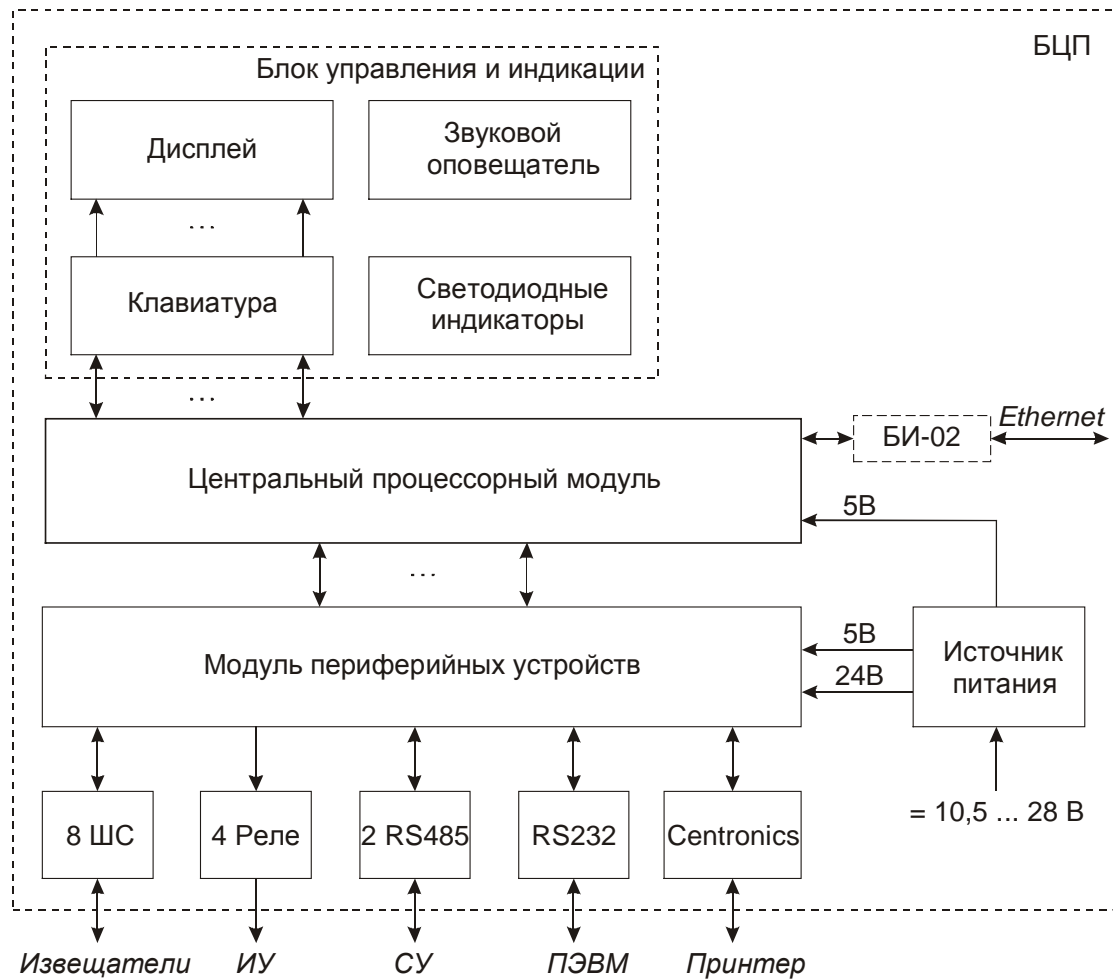 БЦП
Блок управления и индикации
Дисплей
Звуковой
оповещатель
...
Клавиатура
Светодиодные
индикаторы
...
Центральный процессорный модуль
БИ-02
Ethernet
5В
...
Модуль периферийных устройств
5В
24В
Источник
питания
= 10,5 ... 28 В
8 ШС
4 Реле
2 RS485
RS232
Centronics
Извещатели
ИУ
СУ
ПЭВМ
Принтер